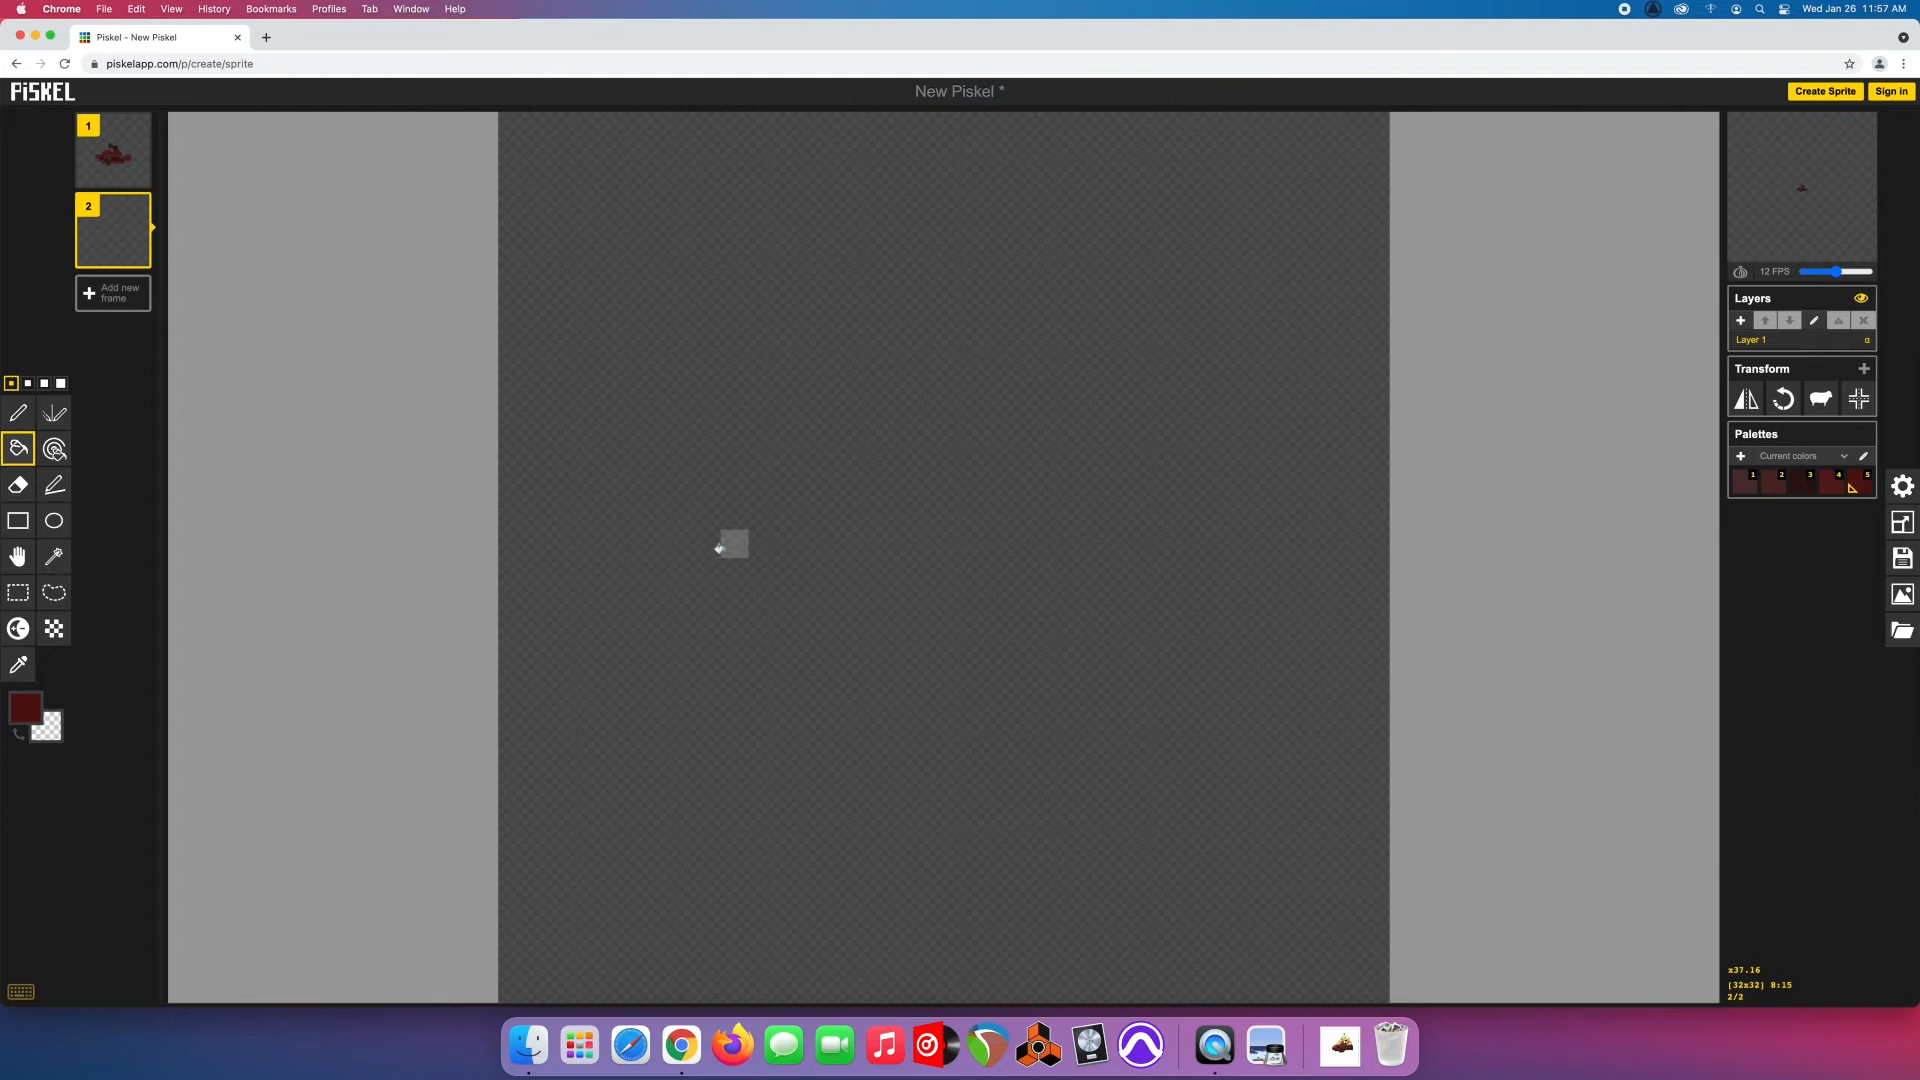 Chrome File Edit View History Bookmarks Profiles Tab Window Help Wed Jan 26 11:57 AM
Piskel - New Piskel
piskelapp.com/p/create/sprite
PiSKEL New Piskel * Create Sprite Sign in
1
2
Add new
frame
12 FPS
Layers
Layer 1 α
Transform
Palettes
Current colors
1 2 3 4 5
x37.16
[32x32] 8:15
2/2